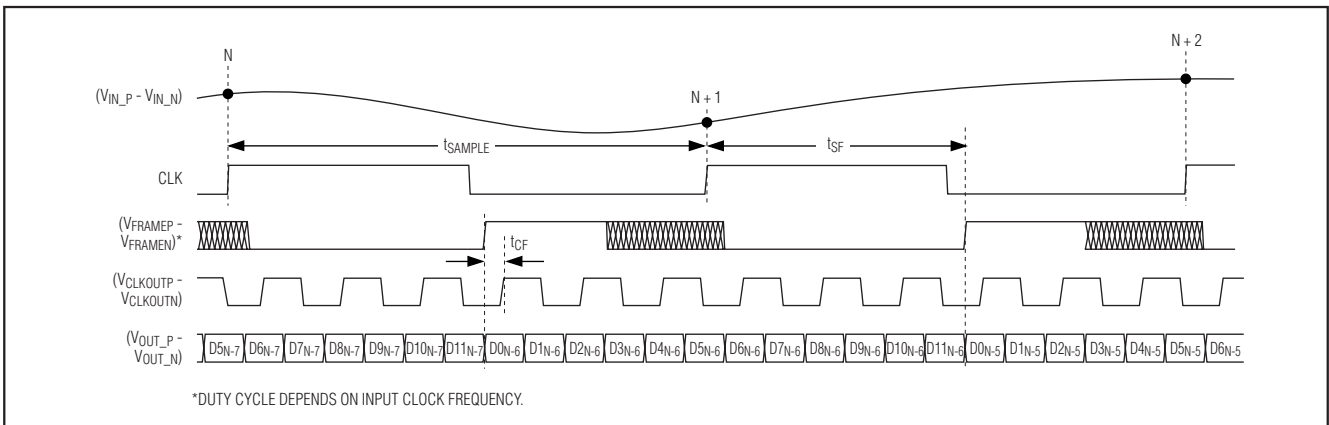 N
N + 1
N + 2
(VIN_P - VIN_N)
tSAMPLE
tSF
CLK
(VFRAMEP -
VFRAMEN)*
tCF
(VCLKOUTP -
VCLKOUTN)
(VOUT_P -
VOUT_N)
D5N-7 D6N-7 D7N-7 D8N-7 D9N-7 D10N-7 D11N-7 D0N-6 D1N-6 D2N-6 D3N-6 D4N-6 D5N-6 D6N-6 D7N-6 D8N-6 D9N-6 D10N-6 D11N-6 D0N-5 D1N-5 D2N-5 D3N-5 D4N-5 D5N-5 D6N-5
*DUTY CYCLE DEPENDS ON INPUT CLOCK FREQUENCY.